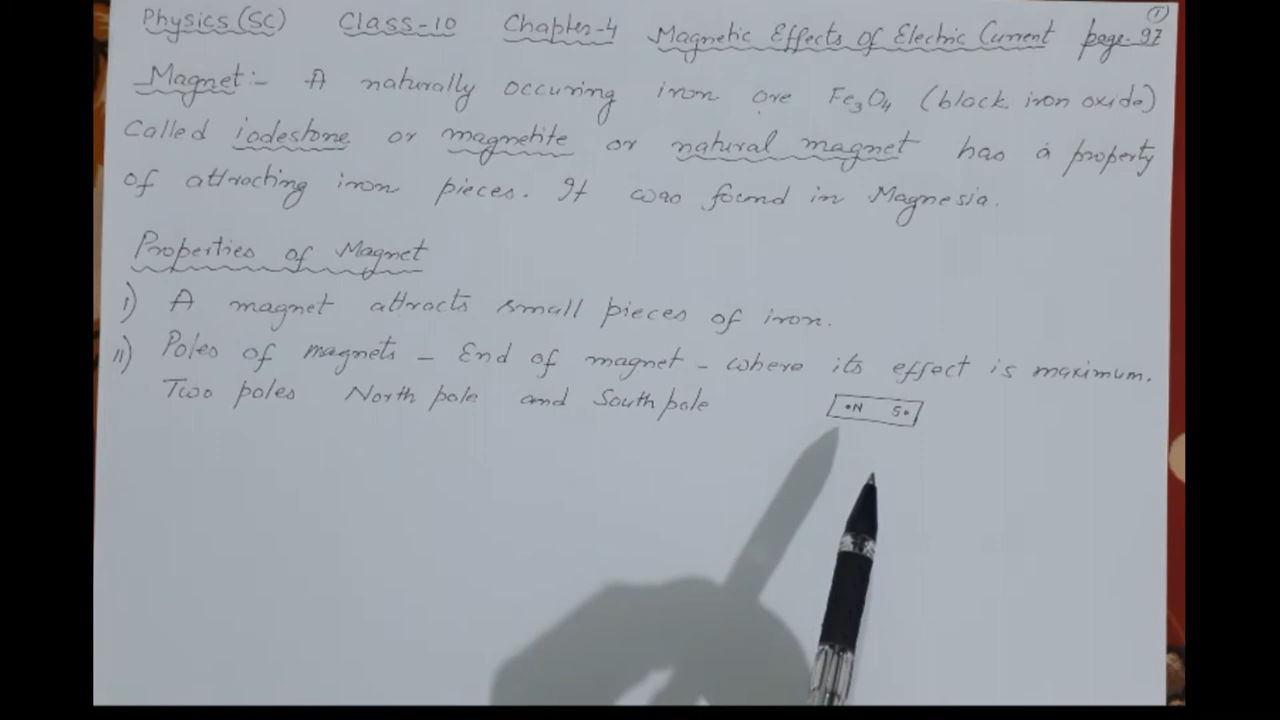 Physics (SC) Class-10 Chapter-4 Magnetic Effects Of Electric Current page-97 1
Magnet:- A naturally occuring iron ore Fe3O4 (black iron oxide)
Called iodestone or magnetite or natural magnet has a property
of attracting iron pieces. It was found in Magnesia.
Properties of Magnet
i) A magnet attracts small pieces of iron.
ii) Poles of magnets - End of magnet - where its effect is maximum.
Two poles North pole and South pole
N S